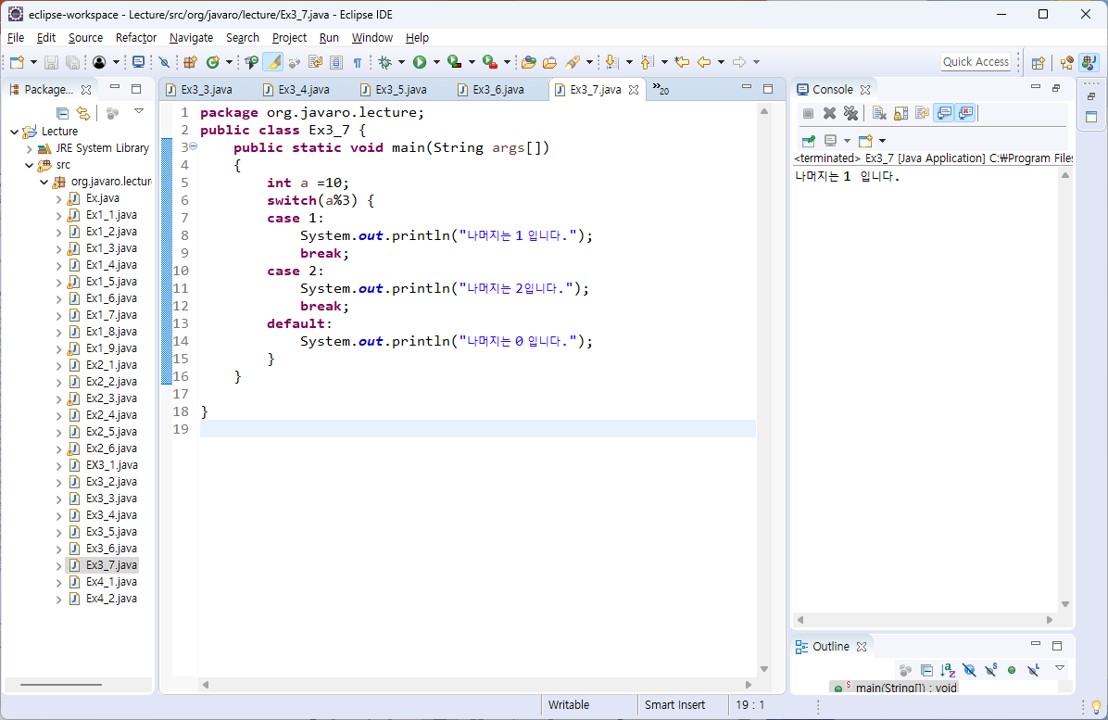 eclipse-workspace - Lecture/src/org/javaro/lecture/Ex3_7.java - Eclipse IDE
File Edit Source Refactor Navigate Search Project Run Window Help
Quick Access
Package...
Lecture
JRE System Library
src
org.javaro.lectur
Ex.java
Ex1_1.java
Ex1_2.java
Ex1_3.java
Ex1_4.java
Ex1_5.java
Ex1_6.java
Ex1_7.java
Ex1_8.java
Ex1_9.java
Ex2_1.java
Ex2_2.java
Ex2_3.java
Ex2_4.java
Ex2_5.java
Ex2_6.java
EX3_1.java
Ex3_2.java
Ex3_3.java
Ex3_4.java
Ex3_5.java
Ex3_6.java
Ex3_7.java
Ex4_1.java
Ex4_2.java
Ex3_3.java Ex3_4.java Ex3_5.java Ex3_6.java Ex3_7.java »20
1 package org.javaro.lecture;
2 public class Ex3_7 {
3 public static void main(String args[])
4 {
5 int a =10;
6 switch(a%3) {
7 case 1:
8 System.out.println("나머지는 1 입니다.");
9 break;
10 case 2:
11 System.out.println("나머지는 2입니다.");
12 break;
13 default:
14 System.out.println("나머지는 0 입니다.");
15 }
16 }
17
18 }
19
Console
<terminated> Ex3_7 [Java Application] C:₩Program Files
나머지는 1 입니다.
Outline
main(String[]) : void
Writable Smart Insert 19 : 1